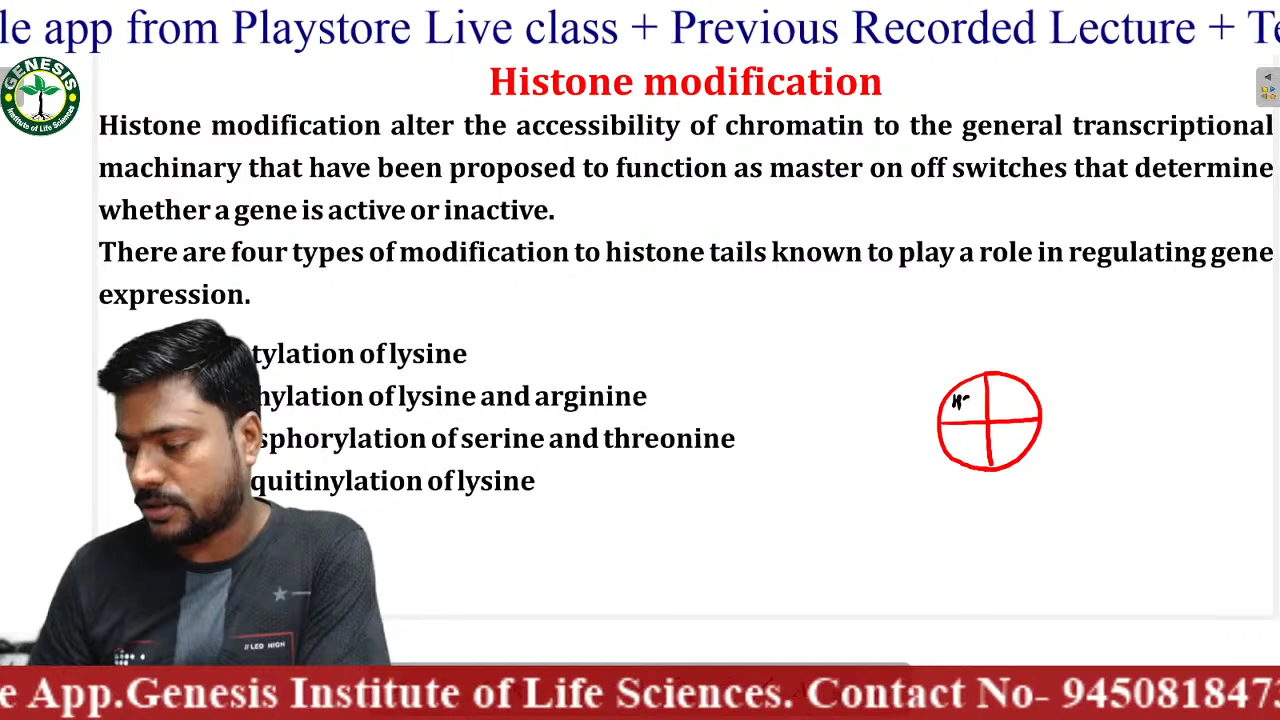 le app from Playstore Live class + Previous Recorded Lecture + Te
GENESIS
Institute of Life Sciences
Histone modification
Histone modification alter the accessibility of chromatin to the general transcriptional
machinary that have been proposed to function as master on off switches that determine
whether a gene is active or inactive.
There are four types of modification to histone tails known to play a role in regulating gene
expression.
tylation of lysine
hylation of lysine and arginine
sphorylation of serine and threonine
quitinylation of lysine
// LED HIGH
e App.Genesis Institute of Life Sciences. Contact No- 9450818473